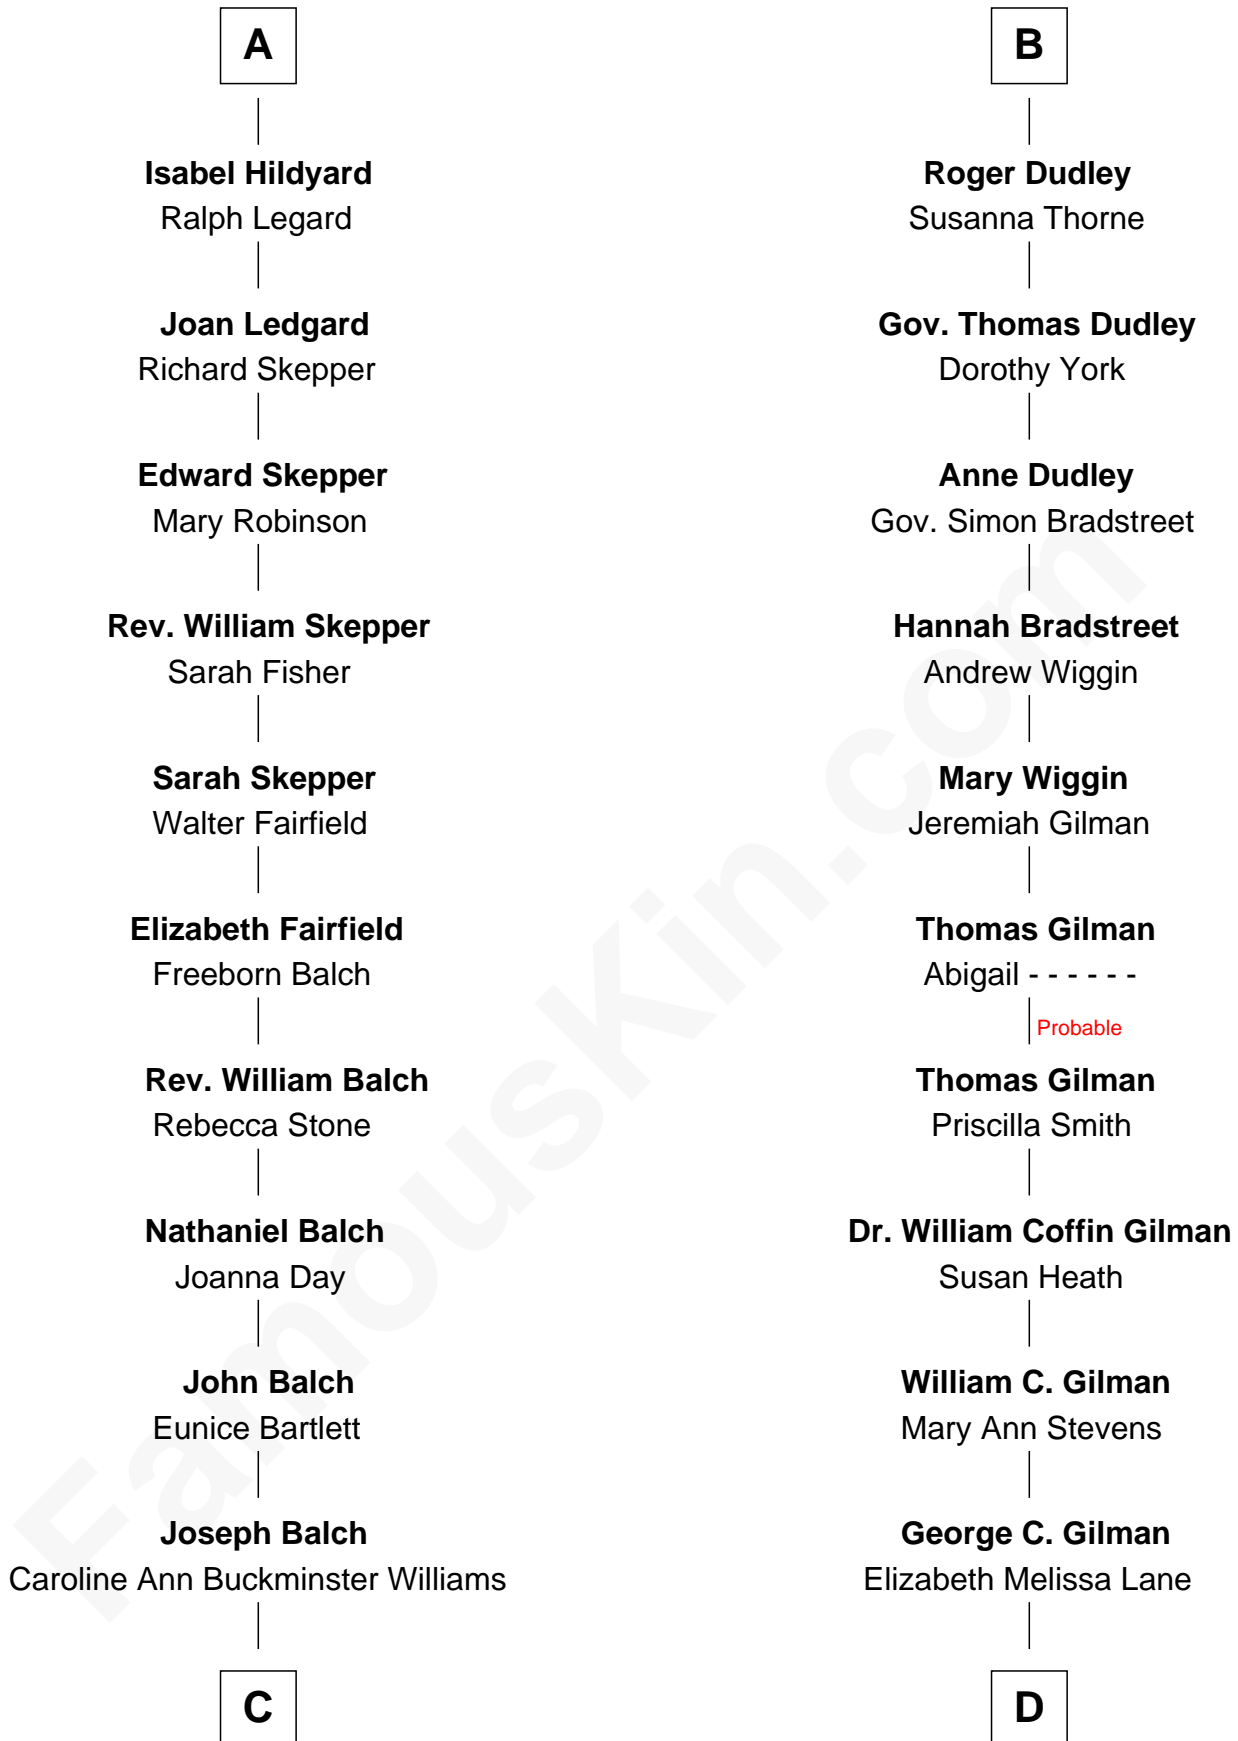 A
Isabel Hildyard
Ralph Legard
Joan Ledgard
Richard Skepper
Edward Skepper
Mary Robinson
Rev. William Skepper
Sarah Fisher
Sarah Skepper
Walter Fairfield
Elizabeth Fairfield
Freeborn Balch
Rev. William Balch
Rebecca Stone
Nathaniel Balch
Joanna Day
John Balch
Eunice Bartlett
Joseph Balch
Caroline Ann Buckminster Williams
C
B
Roger Dudley
Susanna Thorne
Gov. Thomas Dudley
Dorothy York
Anne Dudley
Gov. Simon Bradstreet
Hannah Bradstreet
Andrew Wiggin
Mary Wiggin
Jeremiah Gilman
Thomas Gilman
Abigail - - - - - -
Probable
Thomas Gilman
Priscilla Smith
Dr. William Coffin Gilman
Susan Heath
William C. Gilman
Mary Ann Stevens
George C. Gilman
Elizabeth Melissa Lane
D
FamousKin.com